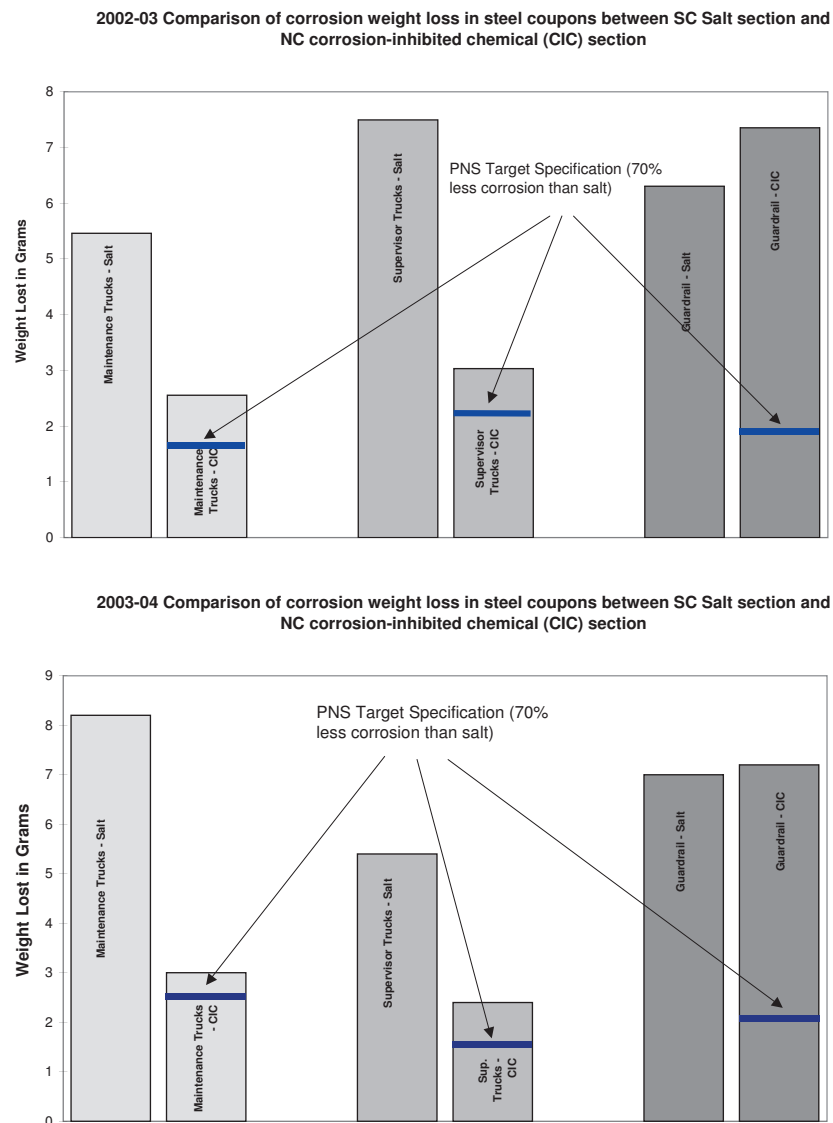 2002-03 Comparison of corrosion weight loss in steel coupons between SC Salt section and
NC corrosion-inhibited chemical (CIC) section
Weight Lost in Grams
8
7
6
5
4
3
2
1
0
Maintenance Trucks - Salt
Maintenance
Trucks - CIC
Supervisor Trucks - Salt
Supervisor
Trucks - CIC
PNS Target Specification (70%
less corrosion than salt)
Guardrail - Salt
Guardrail - CIC
2003-04 Comparison of corrosion weight loss in steel coupons between SC Salt section and
NC corrosion-inhibited chemical (CIC) section
Weight Lost in Grams
9
8
7
6
5
4
3
2
1
0
Maintenance Trucks - Salt
Maintenance Trucks
- CIC
PNS Target Specification (70%
less corrosion than salt)
Supervisor Trucks - Salt
Sup.
Trucks -
CIC
Guardrail - Salt
Guardrail - CIC